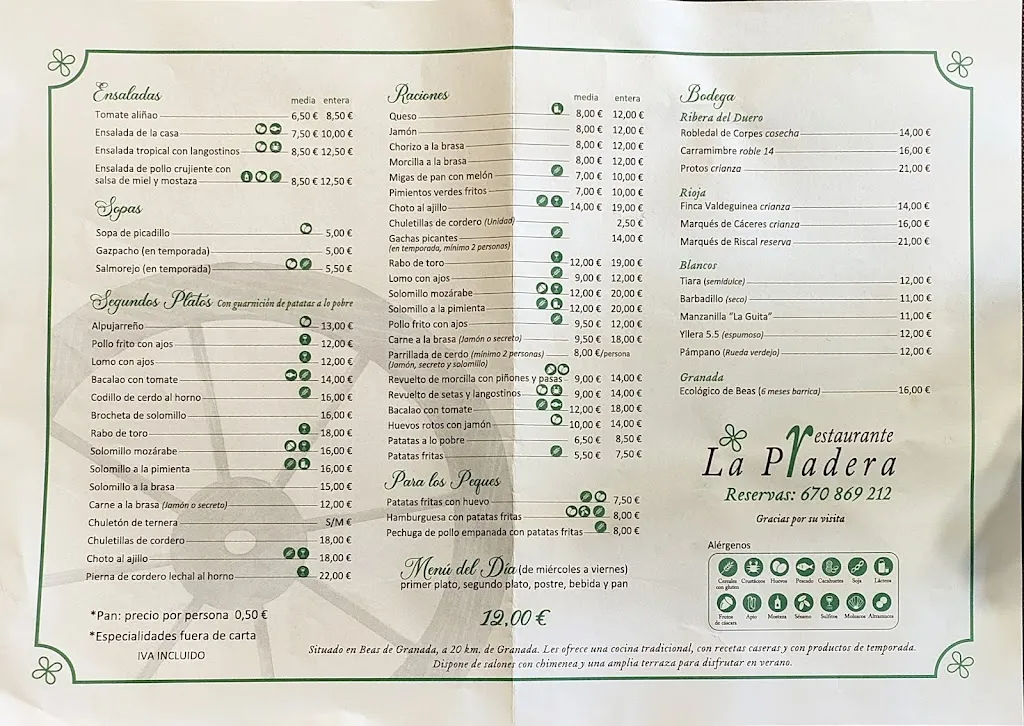 Ensaladas
media entera
Tomate aliñao 6,50 € 8,50 €
Ensalada de la casa 7,50 € 10,00 €
Ensalada tropical con langostinos 8,50 € 12,50 €
Ensalada de pollo crujiente con
salsa de miel y mostaza 8,50 € 12,50 €
Sopas
Sopa de picadillo 5,00 €
Gazpacho (en temporada) 5,00 €
Salmorejo (en temporada) 5,50 €
Segundos Platos Con guarnición de patatas a lo pobre
Alpujarreño 13,00 €
Pollo frito con ajos 12,00 €
Lomo con ajos 12,00 €
Bacalao con tomate 14,00 €
Codillo de cerdo al horno 16,00 €
Brocheta de solomillo 16,00 €
Rabo de toro 18,00 €
Solomillo mozárabe 16,00 €
Solomillo a la pimienta 16,00 €
Solomillo a la brasa 15,00 €
Carne a la brasa (Jamón o secreto) 12,00 €
Chuletón de ternera S/M €
Chuletillas de cordero 18,00 €
Choto al ajillo 18,00 €
Pierna de cordero lechal al horno 22,00 €
*Pan: precio por persona 0,50 €
*Especialidades fuera de carta
IVA INCLUIDO
Raciones
media entera
Queso 8,00 € 12,00 €
Jamón 8,00 € 12,00 €
Chorizo a la brasa 8,00 € 12,00 €
Morcilla a la brasa 8,00 € 12,00 €
Migas de pan con melón 7,00 € 10,00 €
Pimientos verdes fritos 7,00 € 10,00 €
Choto al ajillo 14,00 € 19,00 €
Chuletillas de cordero (Unidad) 2,50 €
Gachas picantes 14,00 €
(en temporada, mínimo 2 personas)
Rabo de toro 12,00 € 19,00 €
Lomo con ajos 9,00 € 12,00 €
Solomillo mozárabe 12,00 € 20,00 €
Solomillo a la pimienta 12,00 € 20,00 €
Pollo frito con ajos 9,50 € 12,00 €
Carne a la brasa (Jamón o secreto) 9,50 € 18,00 €
Parrillada de cerdo (mínimo 2 personas) 8,00 €/persona
(Jamón, secreto y solomillo)
Revuelto de morcilla con piñones y pasas 9,00 € 14,00 €
Revuelto de setas y langostinos 9,00 € 14,00 €
Bacalao con tomate 12,00 € 18,00 €
Huevos rotos con jamón 10,00 € 14,00 €
Patatas a lo pobre 6,50 € 8,50 €
Patatas fritas 5,50 € 7,50 €
Para los Peques
Patatas fritas con huevo 7,50 €
Hamburguesa con patatas fritas 8,00 €
Pechuga de pollo empanada con patatas fritas 8,00 €
Menú del Día (de miércoles a viernes)
primer plato, segundo plato, postre, bebida y pan
12,00 €
Bodega
Ribera del Duero
Robledal de Corpes cosecha 14,00 €
Carramimbre roble 14 16,00 €
Protos crianza 21,00 €
Rioja
Finca Valdeguinea crianza 14,00 €
Marqués de Cáceres crianza 16,00 €
Marqués de Riscal reserva 21,00 €
Blancos
Tiara (semidulce) 12,00 €
Barbadillo (seco) 11,00 €
Manzanilla "La Guita" 11,00 €
Yllera 5.5 (espumoso) 12,00 €
Pámpano (Rueda verdejo) 12,00 €
Granada
Ecológico de Beas (6 meses barrica) 16,00 €
restaurante
La Pradera
Reservas: 670 869 212
Gracias por su visita
Alérgenos
Cereales con gluten Crustáceos Huevos Pescado Cacahuetes Soja Lácteos
Frutos de cáscara Apio Mostaza Sésamo Sulfitos Moluscos Altramuces
Situado en Beas de Granada, a 20 km. de Granada. Les ofrece una cocina tradicional, con recetas caseras y con productos de temporada.
Dispone de salones con chimenea y una amplia terraza para disfrutar en verano.